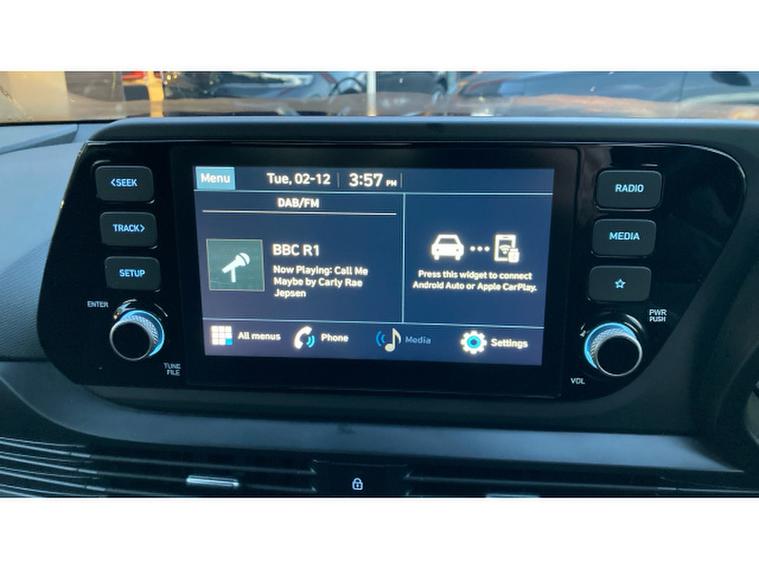 <SEEK
TRACK>
SETUP
ENTER
TUNE
FILE
Menu Tue, 02-12 3:57 PM
DAB/FM
BBC R1
Now Playing: Call Me
Maybe by Carly Rae
Jepsen
Press this widget to connect
Android Auto or Apple CarPlay.
All menus Phone Media Settings
RADIO
MEDIA
PWR
PUSH
VOL